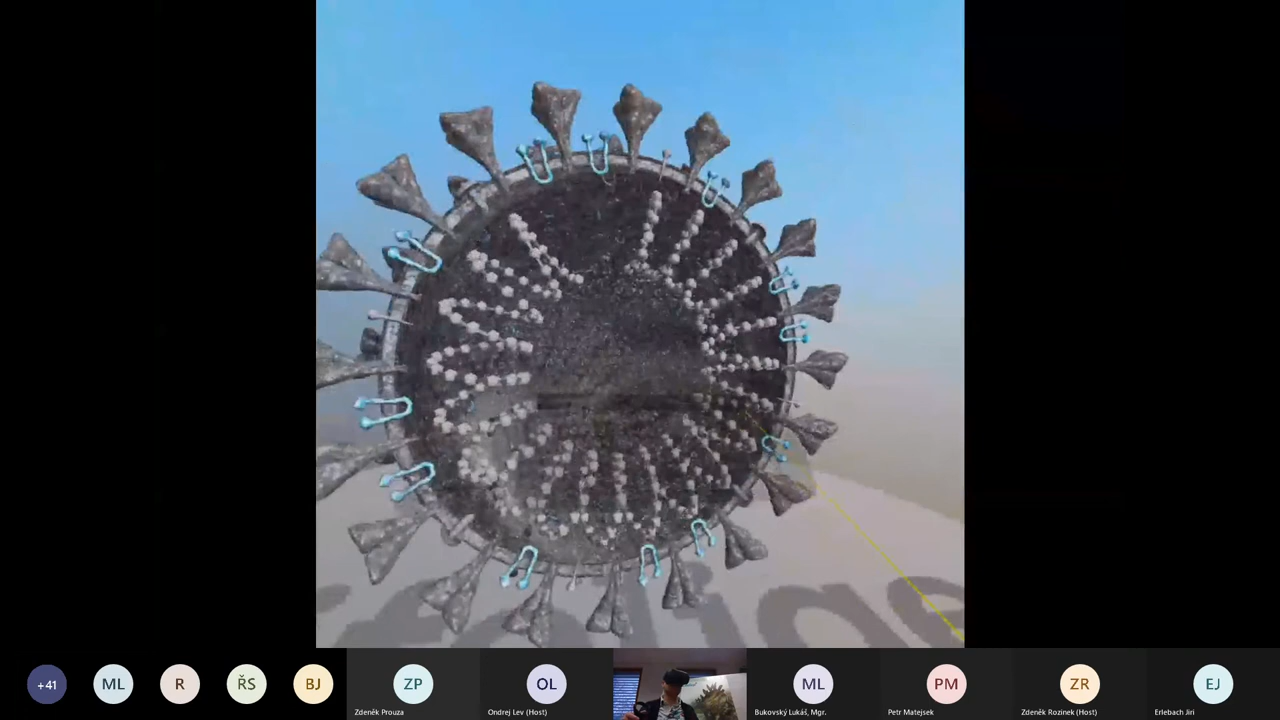 +41
ML
R
ŘS
BJ
ZP
OL
ML
PM
ZR
EJ
Zdeněk Prouza
Ondrej Lev (Host)
Bukovský Lukáš, Mgr.
Petr Matejsek
Zdeněk Rozinek (Host)
Erlebach Jiri